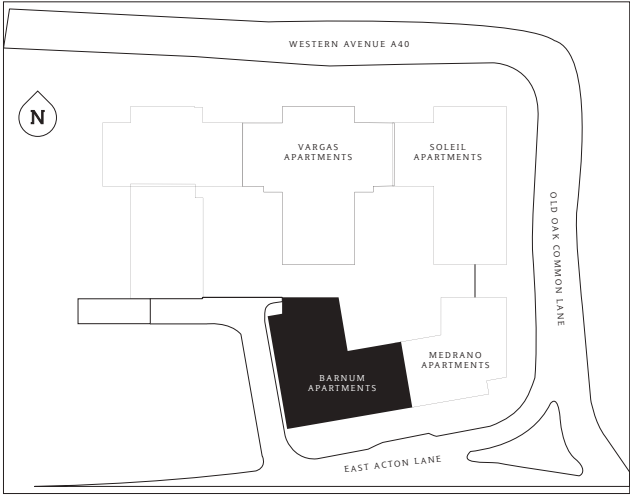 WESTERN AVENUE A40
N
VARGAS
APARTMENTS
SOLEIL
APARTMENTS
OLD OAK COMMON LANE
MEDRANO
APARTMENTS
BARNUM
APARTMENTS
EAST ACTON LANE